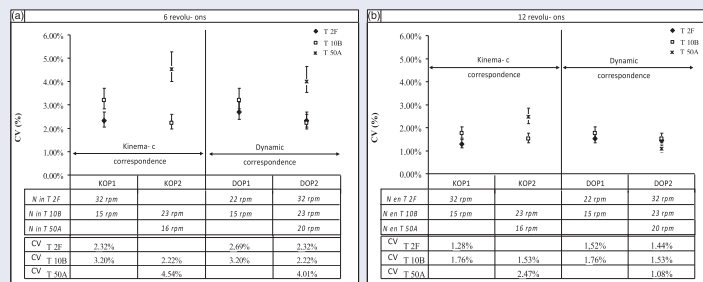 (a)
6 revolu- ons
6.00%
T 2F
T 10B
T 50A
5.00%
4.00%
CV (%)
3.00%
2.00%
1.00%
Kinema- c
correspondence
Dynamic
correspondence
0.00%
KOP1 KOP2 DOP1 DOP2
N in T 2F 32 rpm 22 rpm 32 rpm
N in T 10B 15 rpm 23 rpm 15 rpm 23 rpm
N in T 50A 16 rpm 20 rpm
CV T 2F 2.32% 2.69% 2.32%
CV T 10B 3.20% 2.22% 3.20% 2.22%
CV T 50A 4.54% 4.01%
(b)
12 revolu- ons
6.00%
T 2F
T 10B
T 50A
Kinema- c
correspondence
Dynamic
correspondence
5.00%
4.00%
CV (%)
3.00%
2.00%
1.00%
0.00%
KOP1 KOP2 DOP1 DOP2
N en T 2F 32 rpm 22 rpm 32 rpm
N en T 10B 15 rpm 23 rpm 15 rpm 23 rpm
N en T 50A 16 rpm 20 rpm
CV T 2F 1.28% 1,52% 1.44%
CV T 10B 1.76% 1.53% 1.76% 1.53%
CV T 50A 2.47% 1.08%